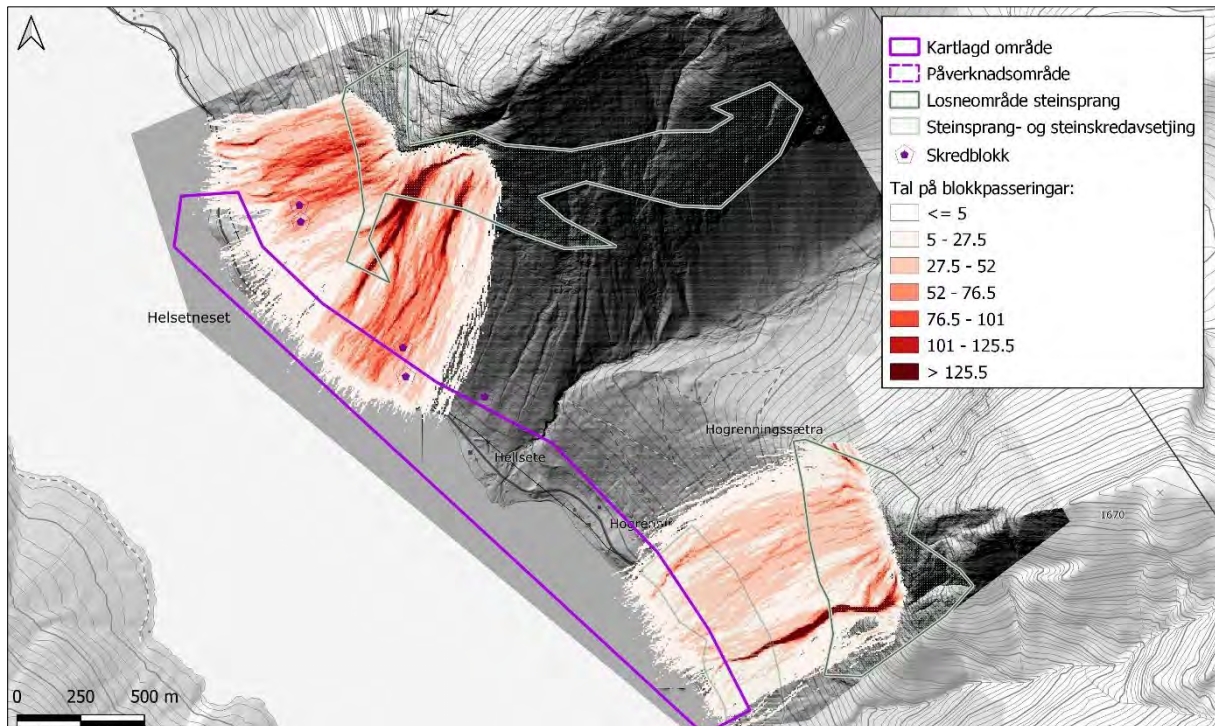 Kartlagd område
Påverknadsområde
Losneområde steinsprang
Steinsprang- og steinskredavsetjing
Skredblokk
Tal på blokkpasseringar:
<= 5
5 - 27.5
27.5 - 52
52 - 76.5
76.5 - 101
101 - 125.5
> 125.5
Helsetneset
Hogrenningssætra
Hellsete
1670
0 250 500 m